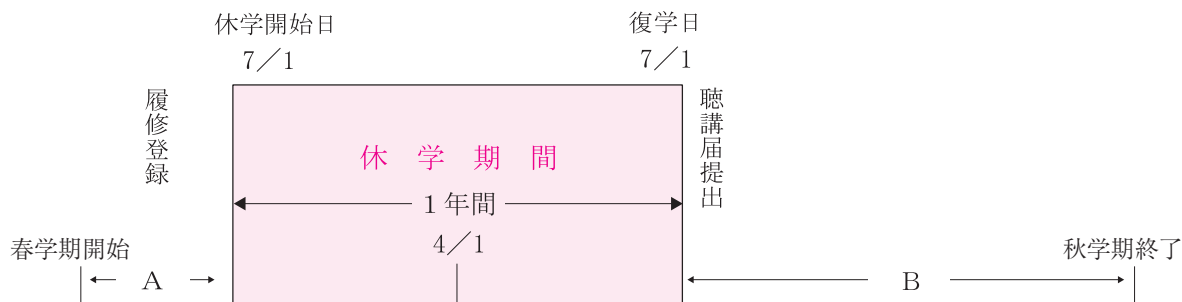 休学開始日
7/1
復学日
7/1
履修登録
聴講届提出
休学期間
1年間
4/1
春学期開始
A
B
秋学期終了